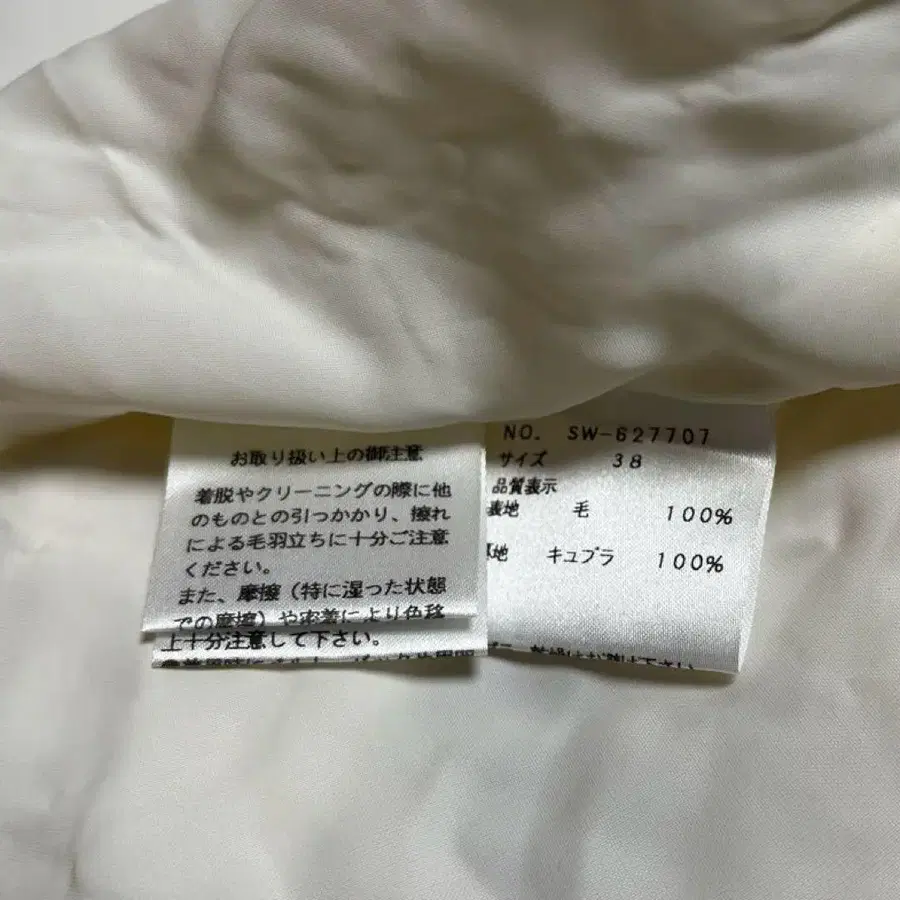 お取り扱い上の御注意
着脱やクリーニングの際に他
のものとの引っかかり、擦れ
による毛羽立ちに十分ご注意
ください。
また、摩擦(特に湿った状態
での摩擦)や密着により色移
上十分注意して下さい。
NO. SW-627707
サイズ 38
品質表示
表地 毛 100%
地 キュプラ 100%